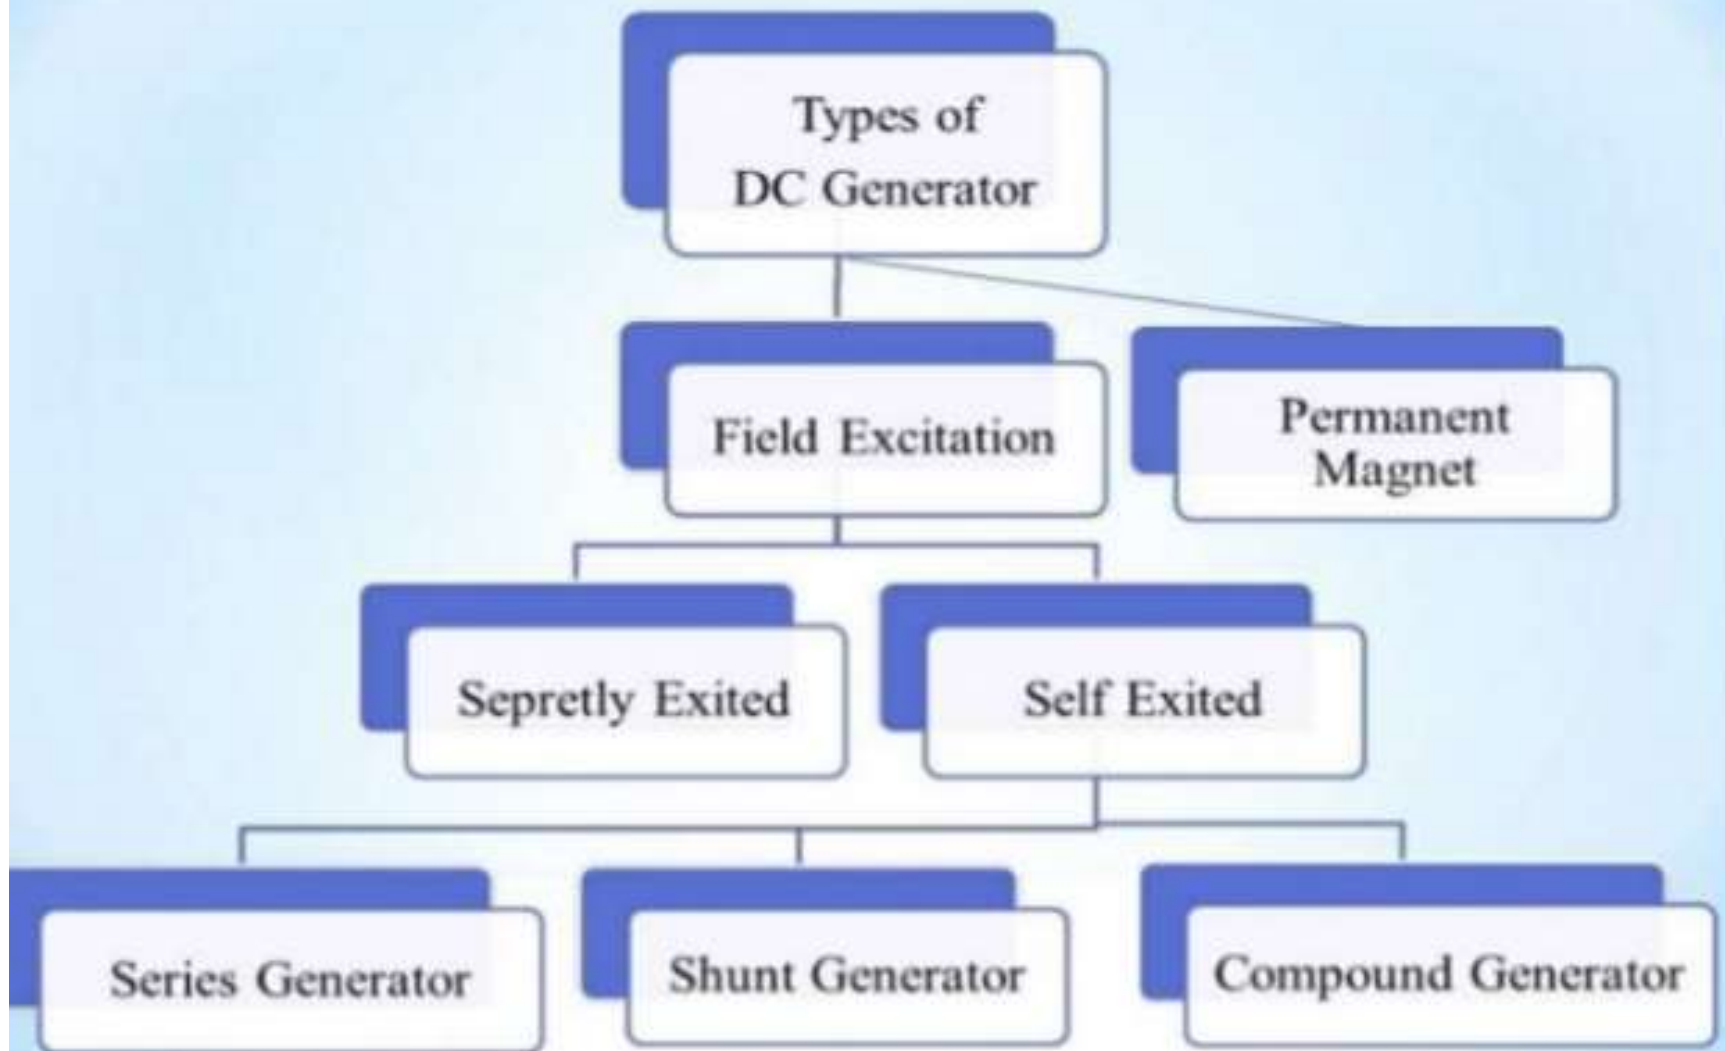 Types of
DC Generator
Field Excitation
Permanent
Magnet
Sepretly Exited
Self Exited
Series Generator
Shunt Generator
Compound Generator